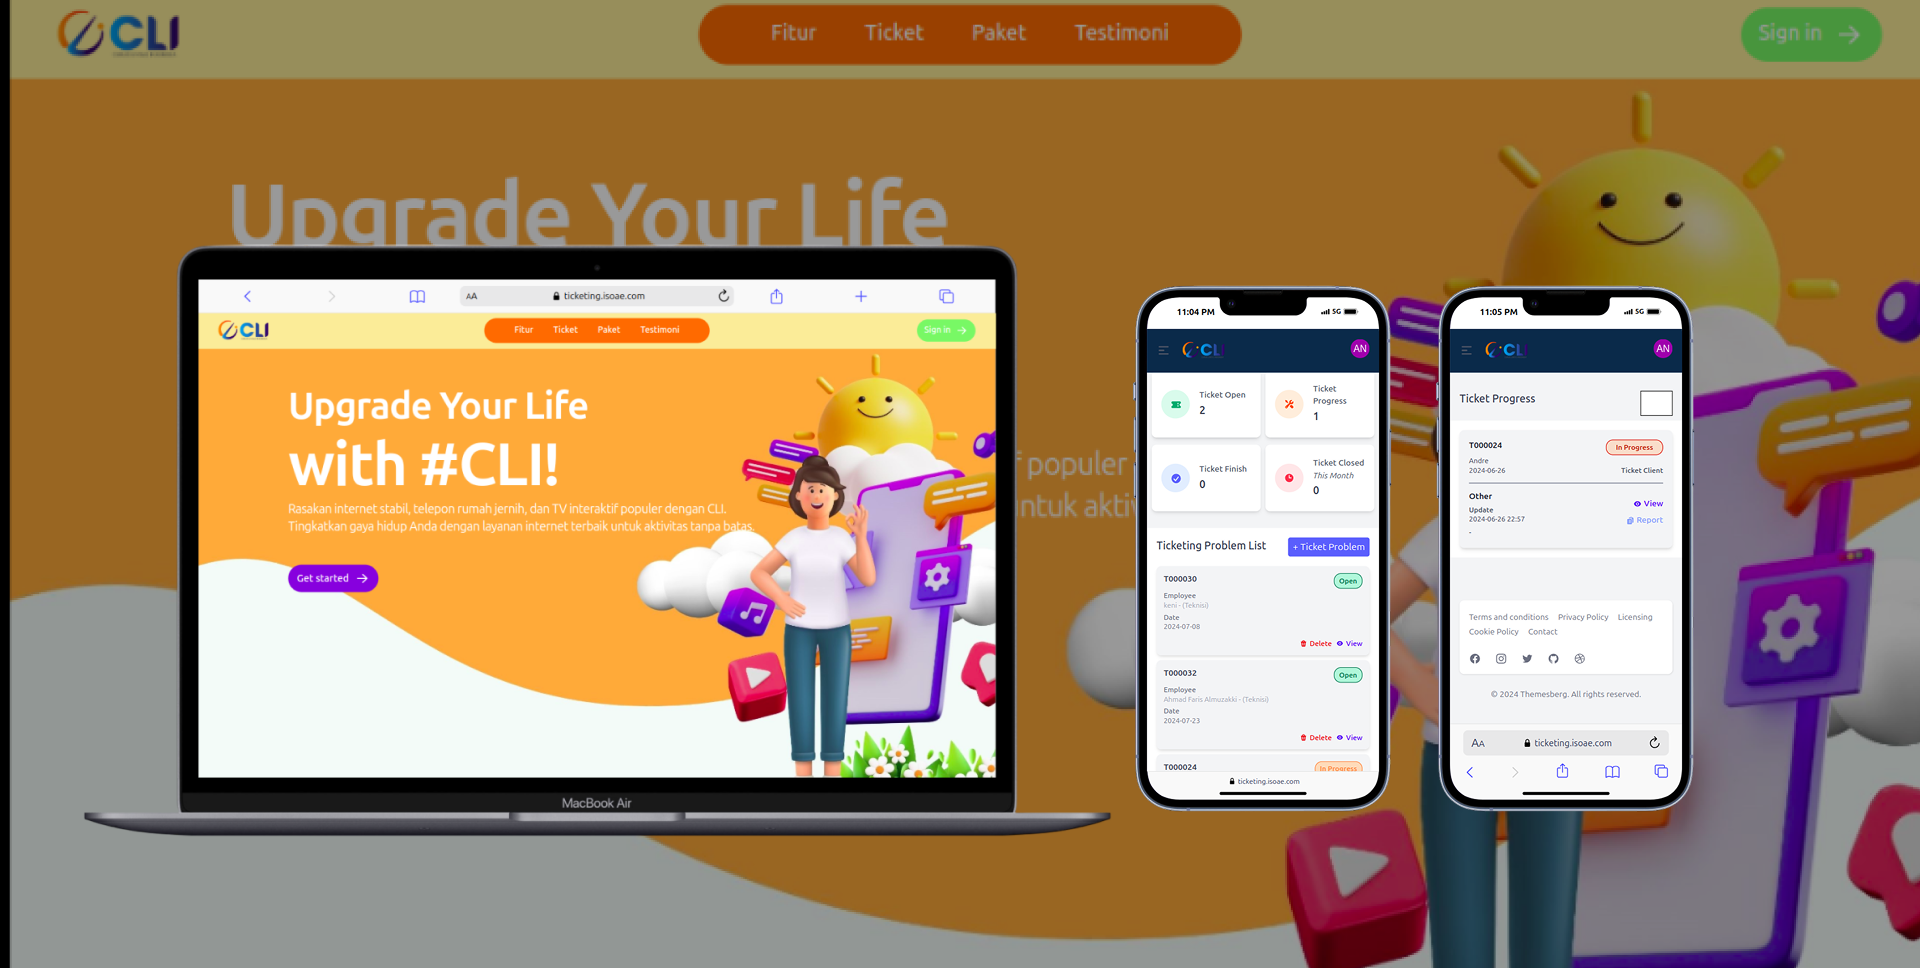 CLI
Fitur Ticket Paket Testimoni
Sign in
Upgrade Your Life
populer
ntuk aktiv
AA ticketing.isoae.com
CLI
Fitur Ticket Paket Testimoni
Sign in
Upgrade Your Life
with #CLI!
Rasakan internet stabil, telepon rumah jernih, dan TV interaktif populer dengan CLI.
Tingkatkan gaya hidup Anda dengan layanan internet terbaik untuk aktivitas tanpa batas.
Get started
MacBook Air
11:04 PM 5G
CLI AN
Ticket Open
2
Ticket
Progress
1
Ticket Finish
0
Ticket Closed
This Month
0
Ticketing Problem List + Ticket Problem
T000030 Open
Employee
keni - (Teknisi)
Date
2024-07-08
Delete View
T000032 Open
Employee
Ahmad Faris Almuzakki - (Teknisi)
Date
2024-07-23
Delete View
T000024 In Progress
ticketing.isoae.com
11:05 PM 5G
CLI AN
Ticket Progress
T000024 In Progress
Andre
2024-06-26 Ticket Client
Other
Update View
2024-06-26 22:57
Report
-
Terms and conditions Privacy Policy Licensing
Cookie Policy Contact
© 2024 Themesberg. All rights reserved.
AA ticketing.isoae.com